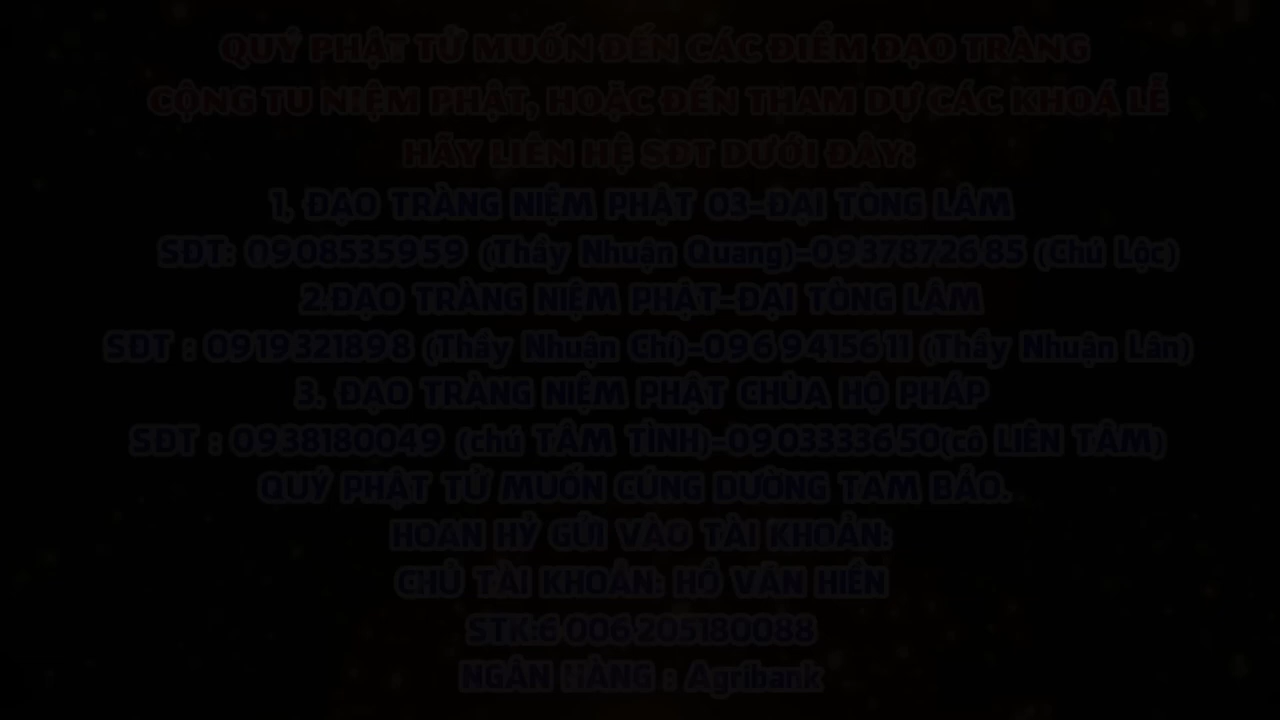 QUÝ PHẬT TỬ MUỐN ĐẾN CÁC ĐIỂM ĐẠO TRÀNG
CỘNG TU NIỆM PHẬT, HOẶC ĐẾN THAM DỰ CÁC KHOÁ LỄ
HÃY LIÊN HỆ SĐT DƯỚI ĐÂY:
1. ĐẠO TRÀNG NIỆM PHẬT 03-ĐẠI TÒNG LÂM
SĐT: 0908535959 (Thầy Nhuận Quang)-0937872685 (Chú Lộc)
2.ĐẠO TRÀNG NIỆM PHẬT-ĐẠI TÒNG LÂM
SĐT : 0919321898 (Thầy Nhuận Chí)-0969415611 (Thầy Nhuận Lân)
3. ĐẠO TRÀNG NIỆM PHẬT CHÙA HỘ PHÁP
SĐT : 0938180049 (chú TÂM TÌNH)-0903333650(cô LIÊN TÂM)
QUÝ PHẬT TỬ MUỐN CÚNG DƯỜNG TAM BẢO.
HOAN HỶ GỬI VÀO TÀI KHOẢN:
CHỦ TÀI KHOẢN: HỒ VĂN HIỀN
STK:6 006 205180088
NGÂN HÀNG : Agribank